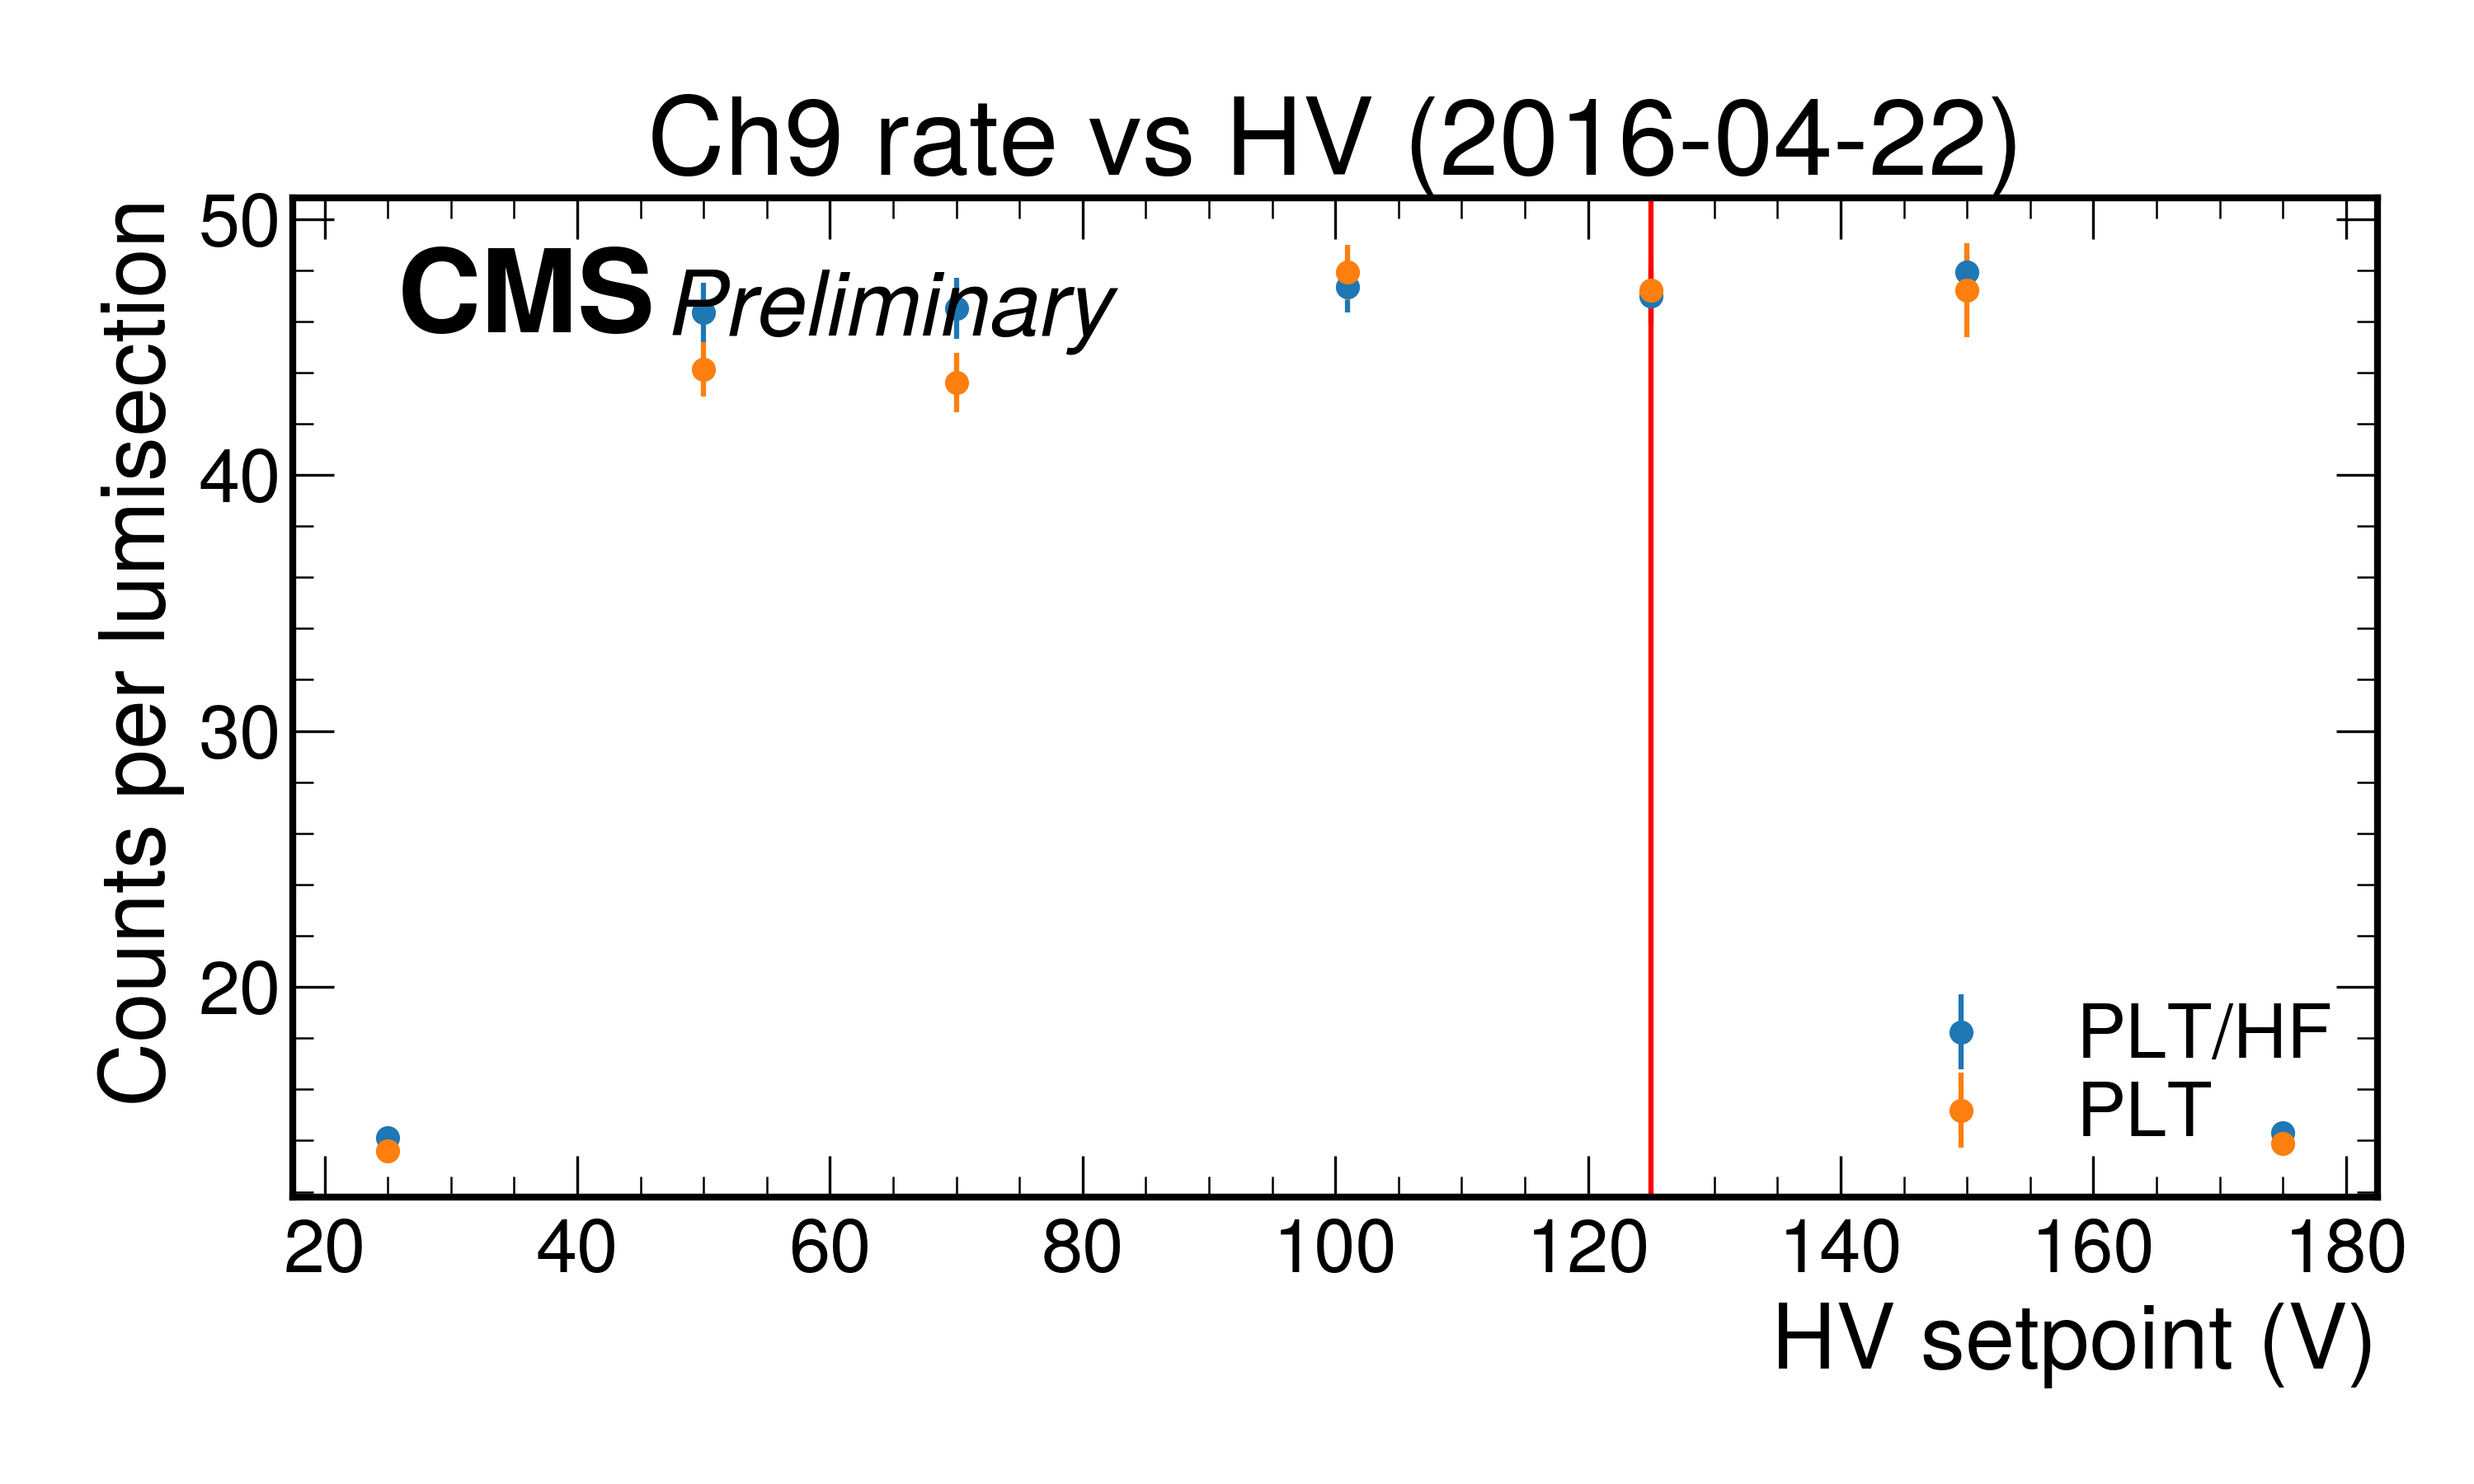 Ch9 rate vs HV (2016-04-22)
CMS Preliminary
Counts per lumisection
50
40
30
20
PLT/HF
PLT
20 40 60 80 100 120 140 160 180
HV setpoint (V)